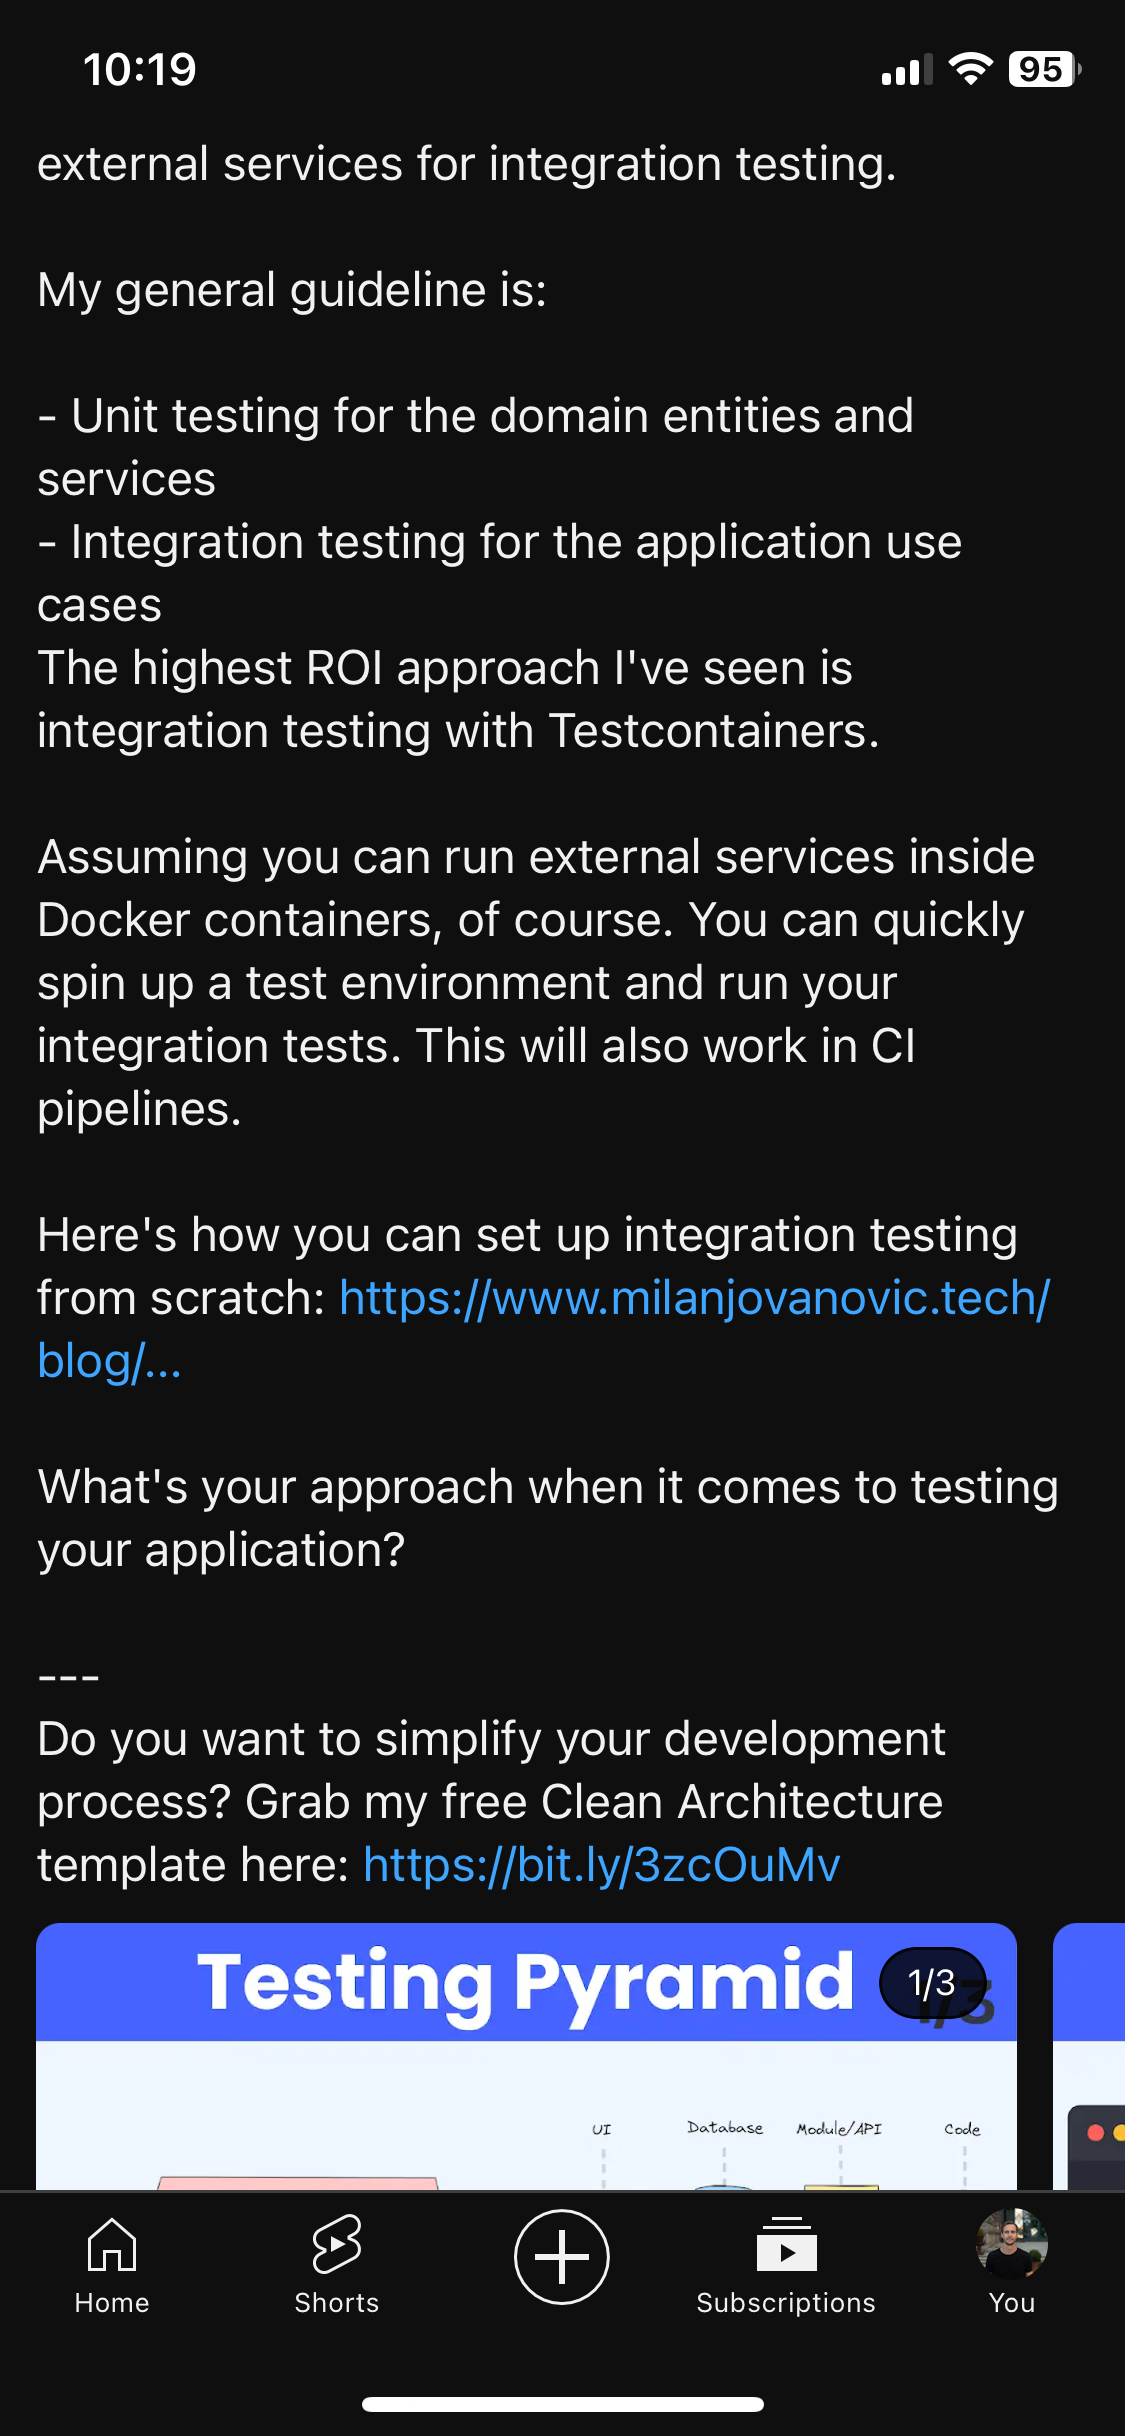 10:19
95
external services for integration testing.
My general guideline is:
- Unit testing for the domain entities and
services
- Integration testing for the application use
cases
The highest ROI approach I've seen is
integration testing with Testcontainers.
Assuming you can run external services inside
Docker containers, of course. You can quickly
spin up a test environment and run your
integration tests. This will also work in CI
pipelines.
Here's how you can set up integration testing
from scratch: https://www.milanjovanovic.tech/
blog/...
What's your approach when it comes to testing
your application?
---
Do you want to simplify your development
process? Grab my free Clean Architecture
template here: https://bit.ly/3zcOuMv
Testing Pyramid
1/3
1/3
UI Database Module/API Code
Home Shorts Subscriptions You